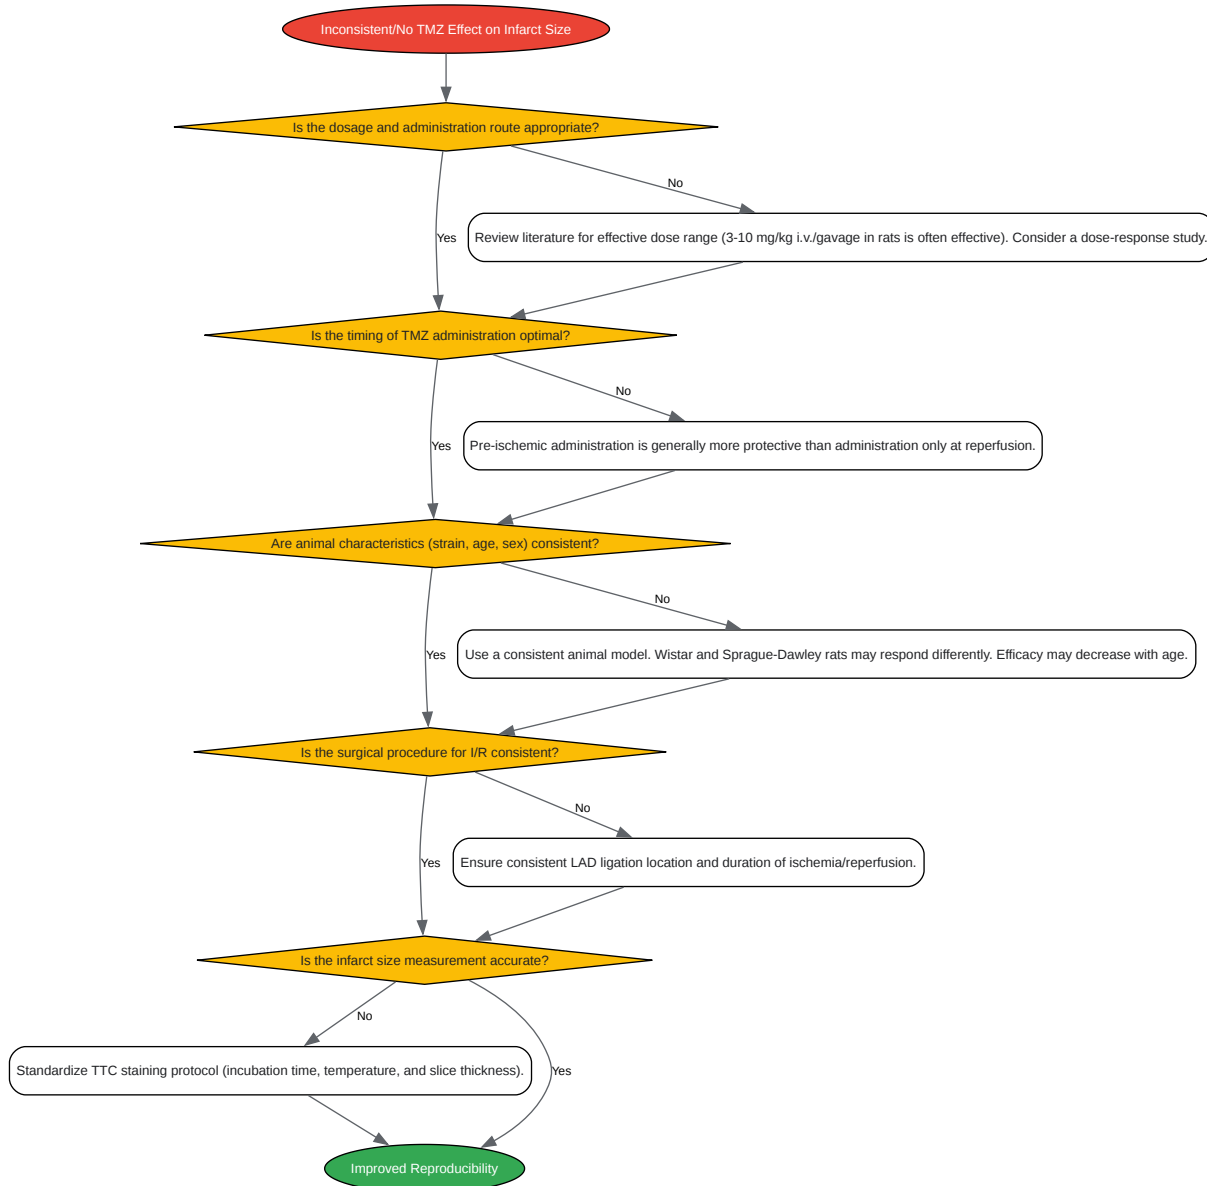 Inconsistent/No TMZ Effect on Infarct Size
Is the dosage and administration route appropriate?
No
Yes
Review literature for effective dose range (3-10 mg/kg i.v./gavage in rats is often effective). Consider a dose-response study.
Is the timing of TMZ administration optimal?
No
Yes
Pre-ischemic administration is generally more protective than administration only at reperfusion.
Are animal characteristics (strain, age, sex) consistent?
No
Yes
Use a consistent animal model. Wistar and Sprague-Dawley rats may respond differently. Efficacy may decrease with age.
Is the surgical procedure for I/R consistent?
No
Yes
Ensure consistent LAD ligation location and duration of ischemia/reperfusion.
Is the infarct size measurement accurate?
No
Standardize TTC staining protocol (incubation time, temperature, and slice thickness).
Yes
Improved Reproducibility